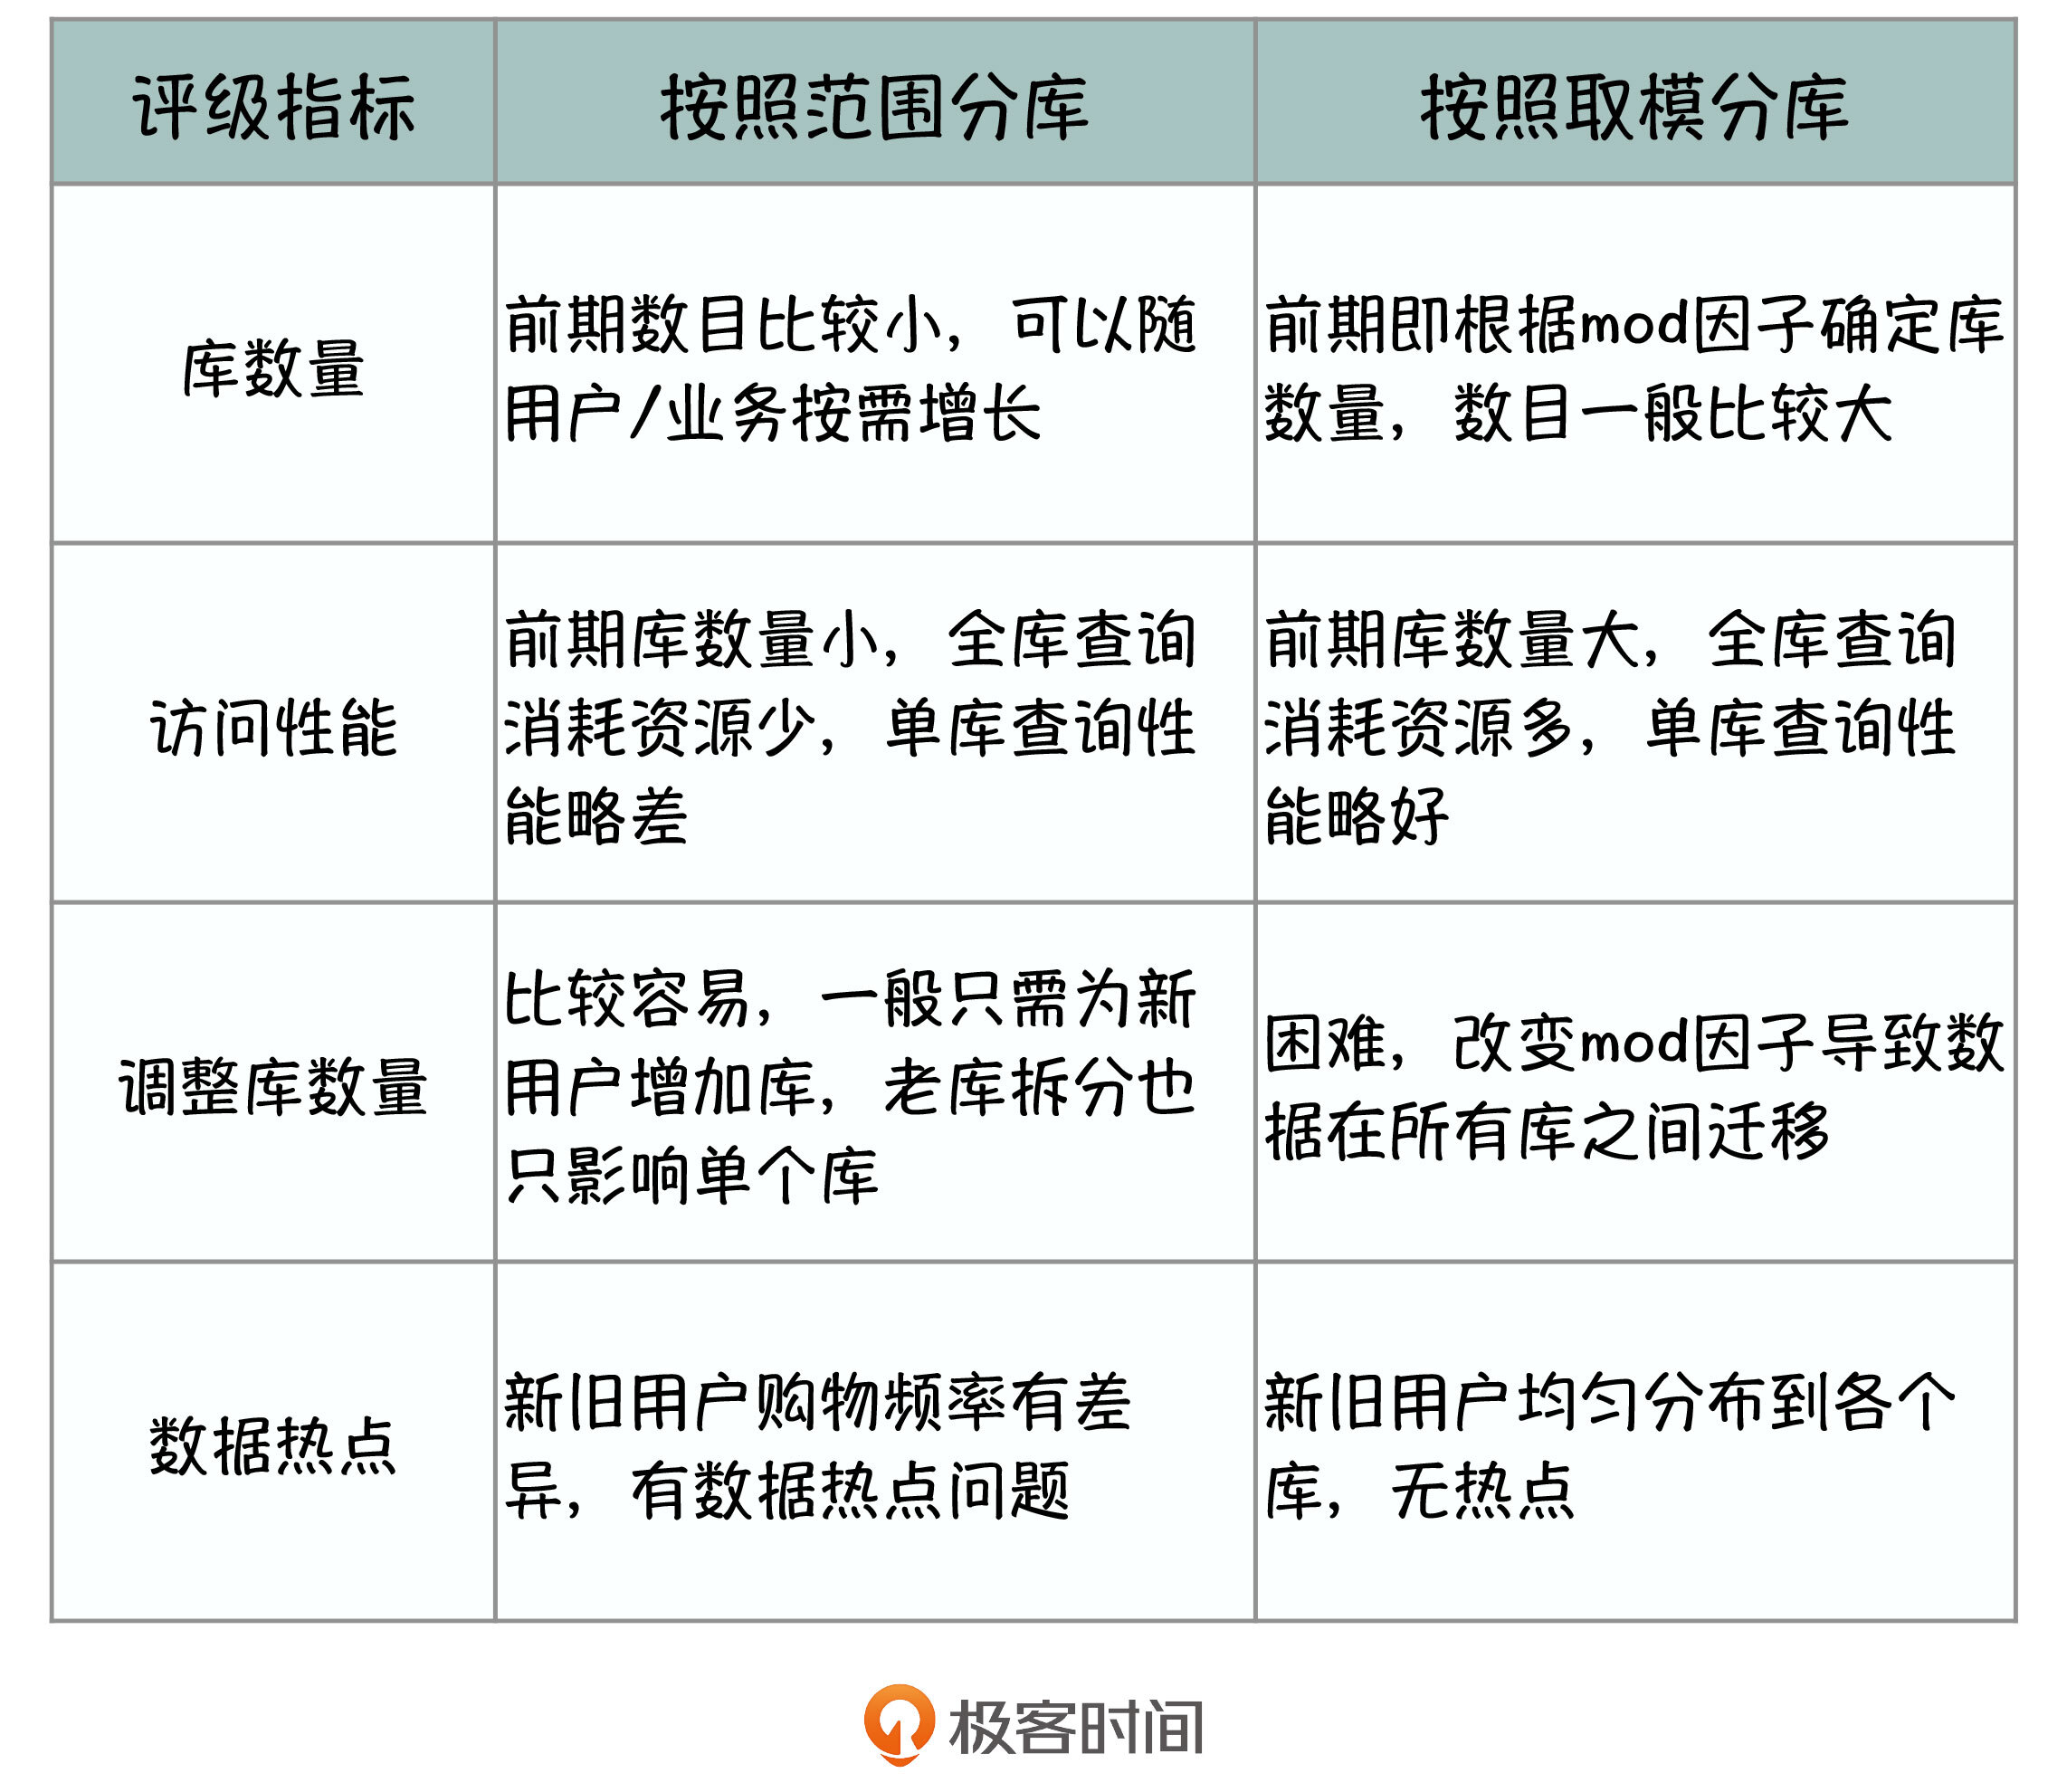 评级指标
按照范围分库
按照取模分库
库数量
前期数目比较小，可以随
用户/业务按需增长
前期即根据mod因子确定库
数量，数目一般比较大
访问性能
前期库数量小，全库查询
消耗资源少，单库查询性
能略差
前期库数量大，全库查询
消耗资源多，单库查询性
能略好
调整库数量
比较容易，一般只需为新
用户增加库，老库拆分也
只影响单个库
困难，改变mod因子导致数
据在所有库之间迁移
数据热点
新旧用户购物频率有差
异，有数据热点问题
新旧用户均匀分布到各个
库，无热点
极客时间